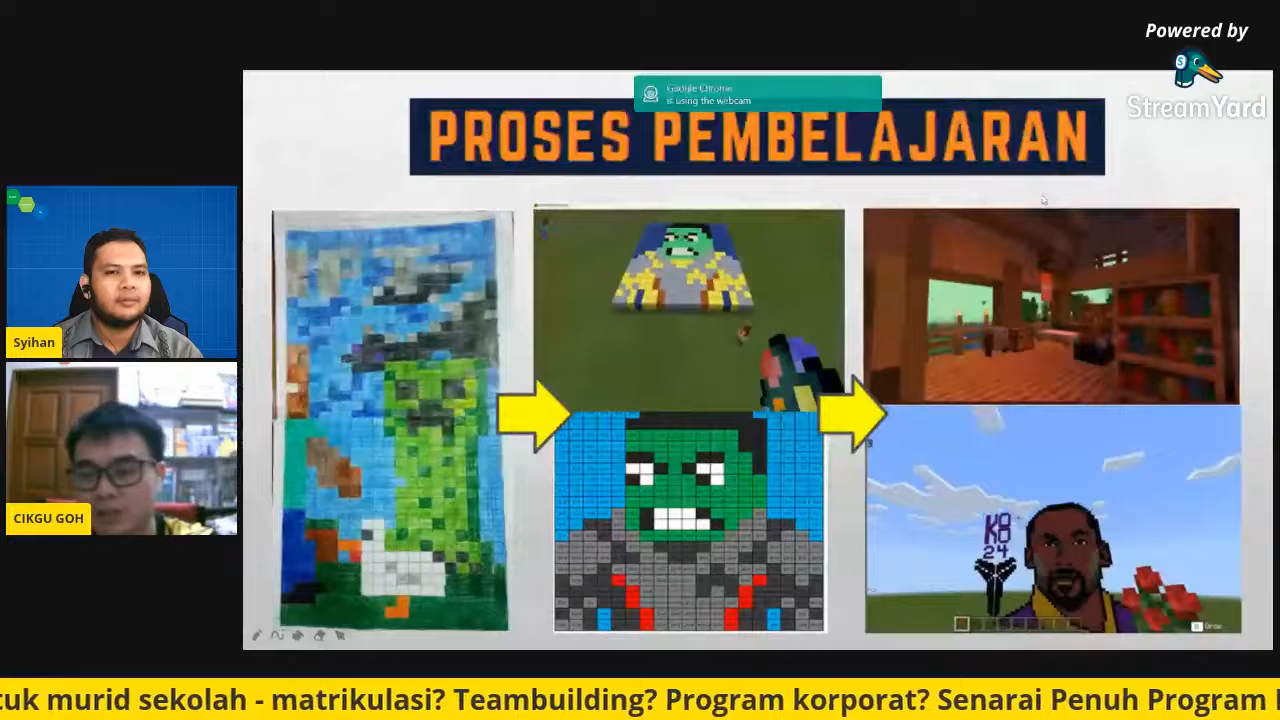 Powered by
StreamYard
Google Chrome
is using the webcam
PROSES PEMBELAJARAN
Syihan
CIKGU GOH
KB
24
Draw
tuk murid sekolah - matrikulasi? Teambuilding? Program korporat? Senarai Penuh Program